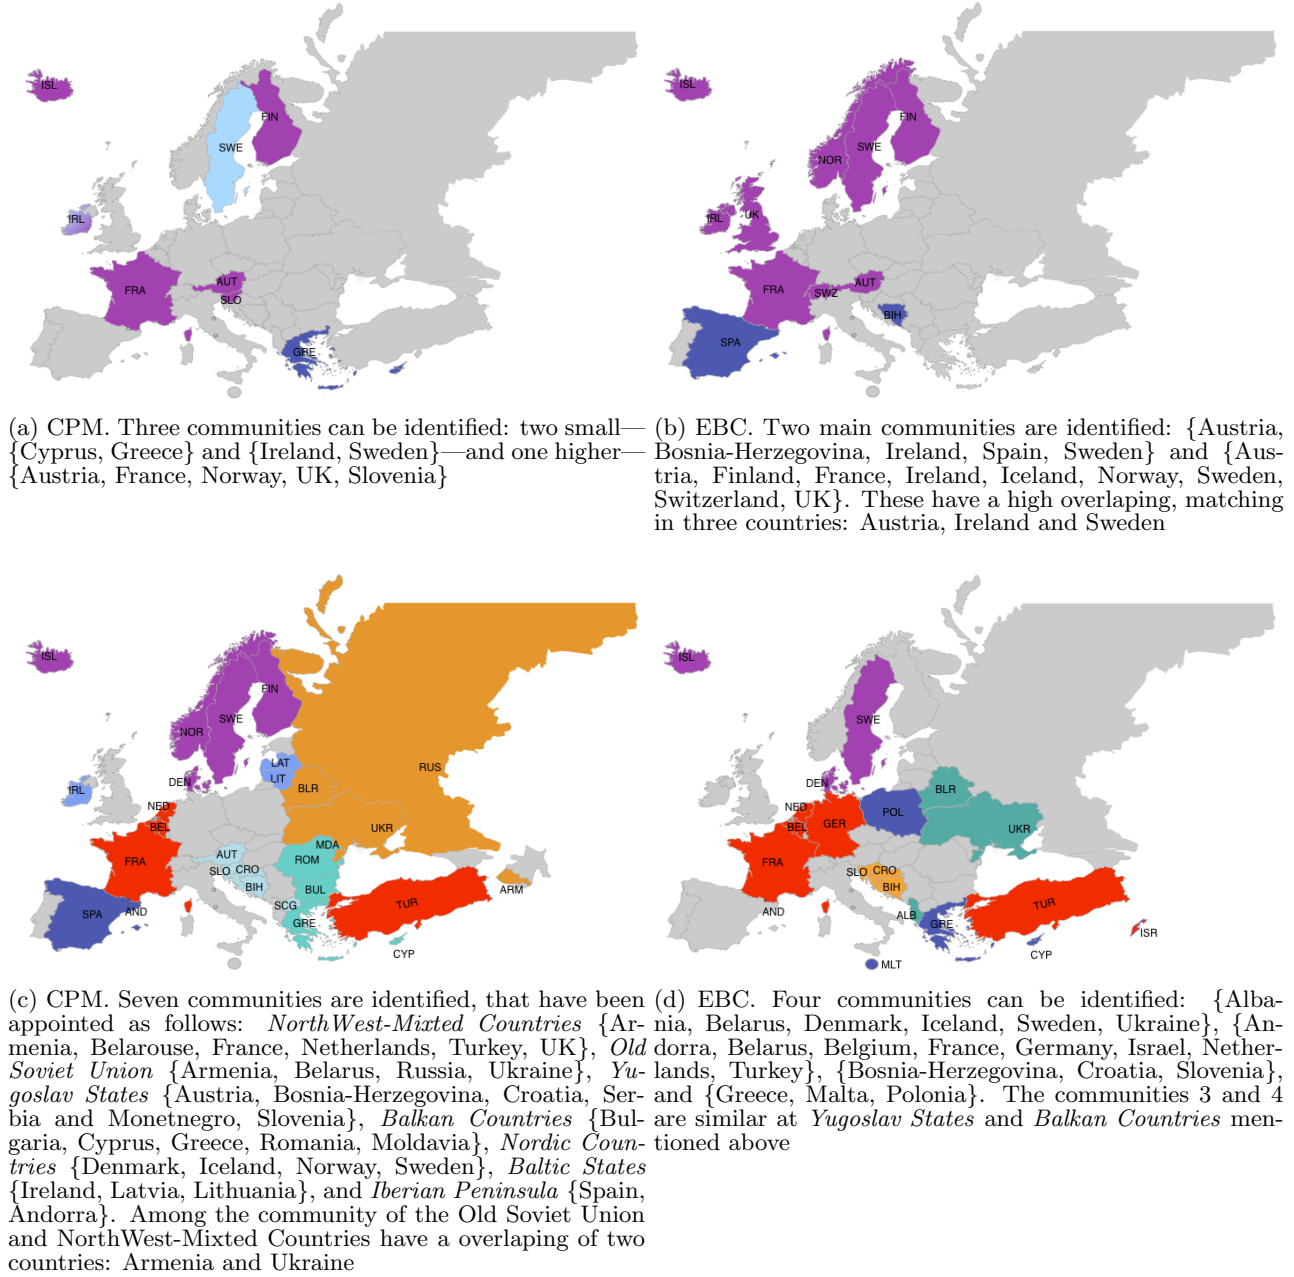 ISL
FIN
SWE
IRL
FRA
AUT
SLO
GRE
(a) CPM. Three communities can be identified: two small—
{Cyprus, Greece} and {Ireland, Sweden}—and one higher—
{Austria, France, Norway, UK, Slovenia}
ISL
FIN
SWE
NOR
IRL
UK
FRA
SWZ
AUT
BIH
SPA
(b) EBC. Two main communities are identified: {Austria,
Bosnia-Herzegovina, Ireland, Spain, Sweden} and {Aus-
tria, Finland, France, Ireland, Iceland, Norway, Sweden,
Switzerland, UK}. These have a high overlaping, matching
in three countries: Austria, Ireland and Sweden
ISL
FIN
SWE
NOR
LAT
RUS
LIT
DEN
IRL
BLR
NED
BEL
UKR
MDA
AUT
ROM
FRA
SLO
CRO
BIH
BUL
SCG
SPA
AND
TUR
GRE
ARM
CYP
(c) CPM. Seven communities are identified, that have been
appointed as follows: NorthWest-Mixted Countries {Ar-
menia, Belarouse, France, Netherlands, Turkey, UK}, Old
Soviet Union {Armenia, Belarus, Russia, Ukraine}, Yu-
goslav States {Austria, Bosnia-Herzegovina, Croatia, Ser-
bia and Monetnegro, Slovenia}, Balkan Countries {Bul-
garia, Cyprus, Greece, Romania, Moldavia}, Nordic Coun-
tries {Denmark, Iceland, Norway, Sweden}, Baltic States
{Ireland, Latvia, Lithuania}, and Iberian Peninsula {Spain,
Andorra}. Among the community of the Old Soviet Union
and NorthWest-Mixted Countries have a overlaping of two
countries: Armenia and Ukraine
ISL
SWE
DEN
BLR
NED
POL
BEL
GER
UKR
FRA
SLO
CRO
BIH
AND
ALB
GRE
TUR
ISR
CYP
MLT
(d) EBC. Four communities can be identified: {Alba-
nia, Belarus, Denmark, Iceland, Sweden, Ukraine}, {An-
dorra, Belarus, Belgium, France, Germany, Israel, Nether-
lands, Turkey}, {Bosnia-Herzegovina, Croatia, Slovenia},
and {Greece, Malta, Polonia}. The communities 3 and 4
are similar at Yugoslav States and Balkan Countries men-
tioned above